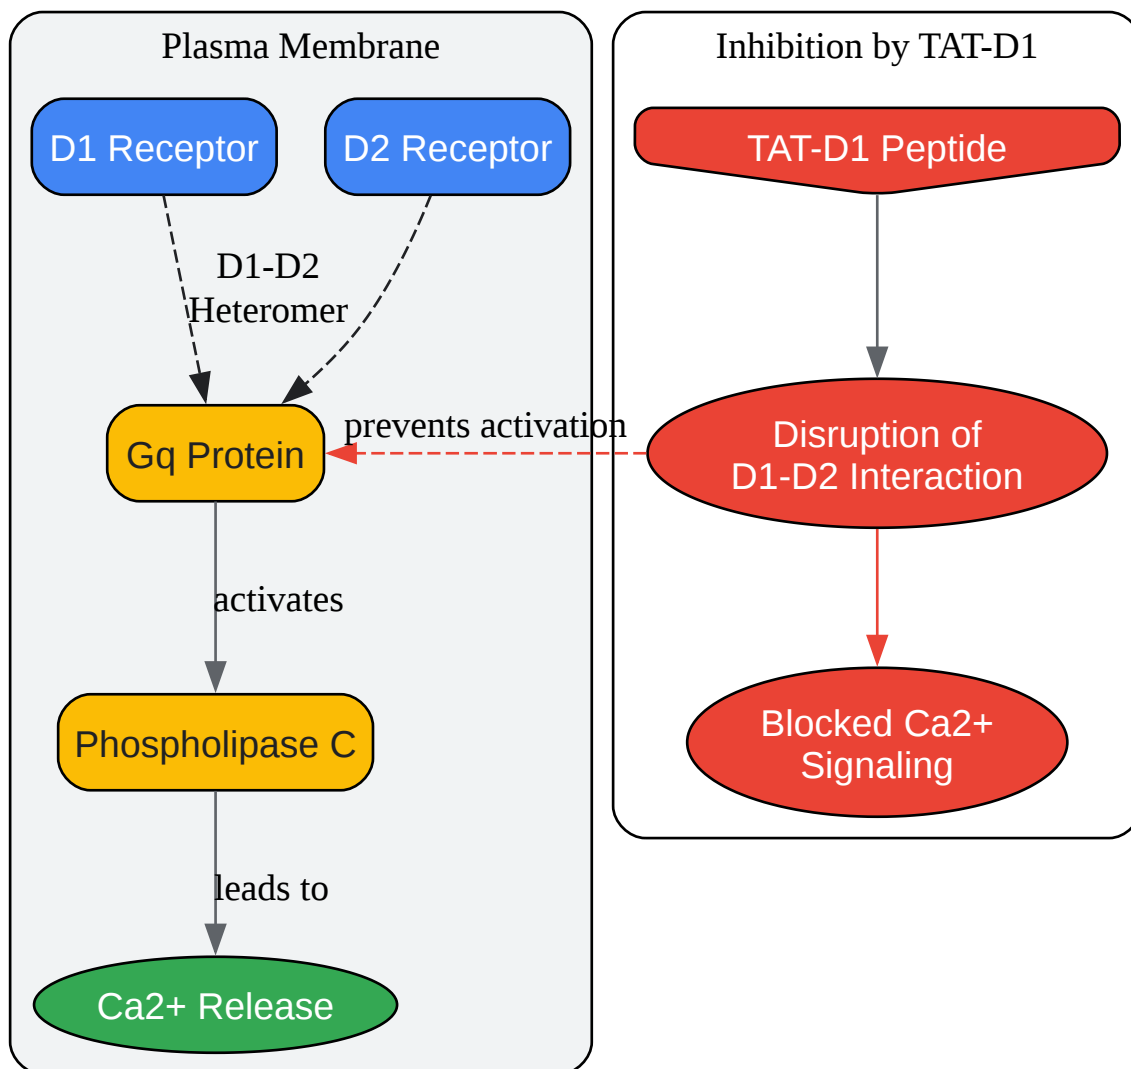 Plasma Membrane
D1 Receptor
D2 Receptor
D1-D2
Heteromer
Gq Protein
activates
Phospholipase C
leads to
Ca2+ Release
Inhibition by TAT-D1
TAT-D1 Peptide
Disruption of
D1-D2 Interaction
prevents activation
Blocked Ca2+
Signaling